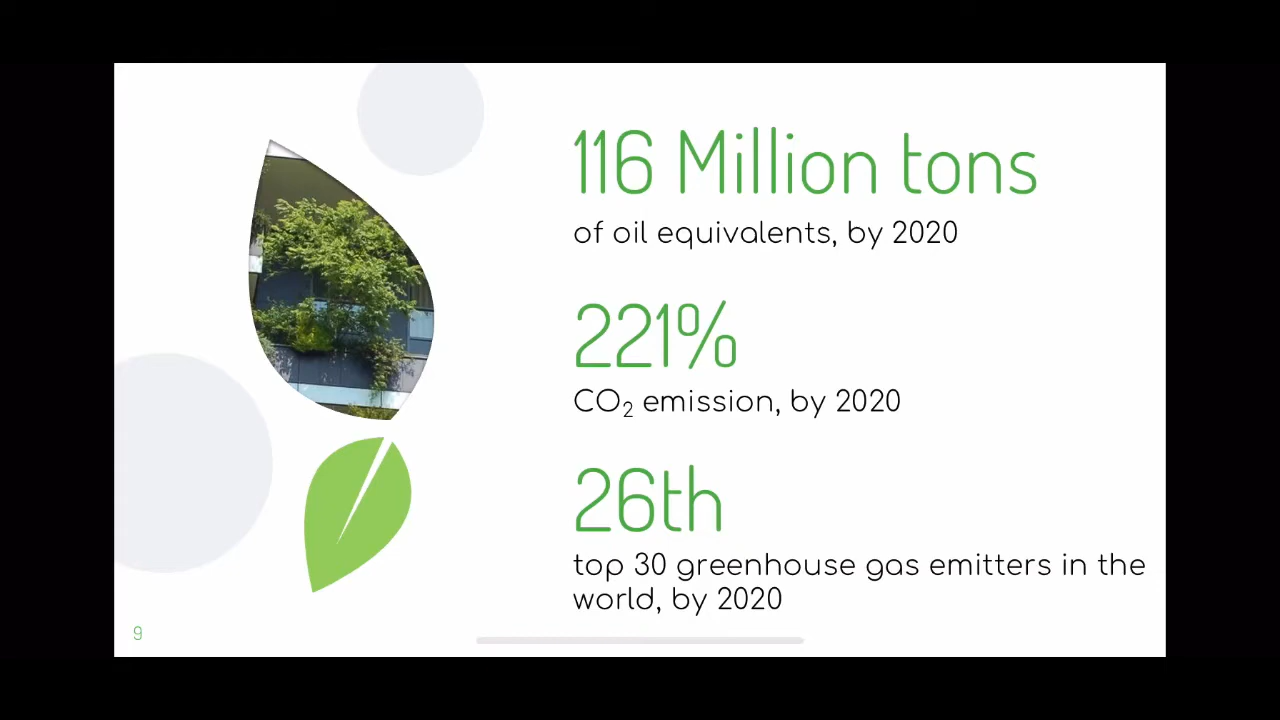 116 Million tons
of oil equivalents, by 2020
221%
CO₂ emission, by 2020
26th
top 30 greenhouse gas emitters in the
world, by 2020
9